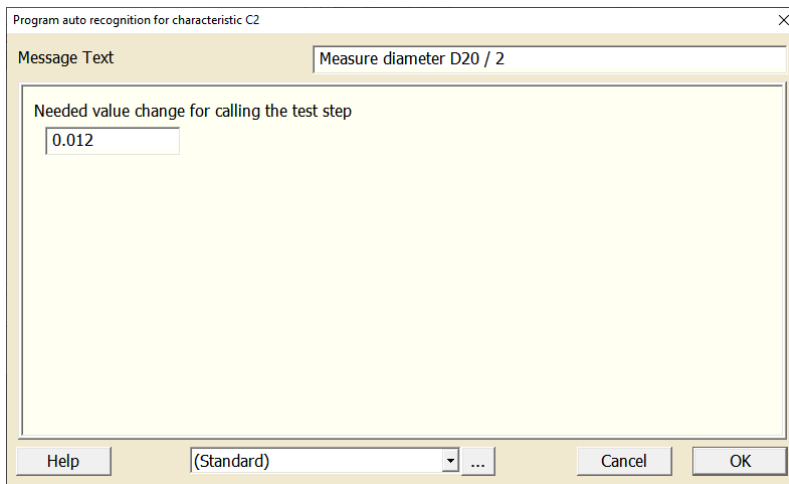 Program auto recognition for characteristic C2
Message Text
Measure diameter D20 / 2
Needed value change for calling the test step
0.012
Help
(Standard)
...
Cancel
OK